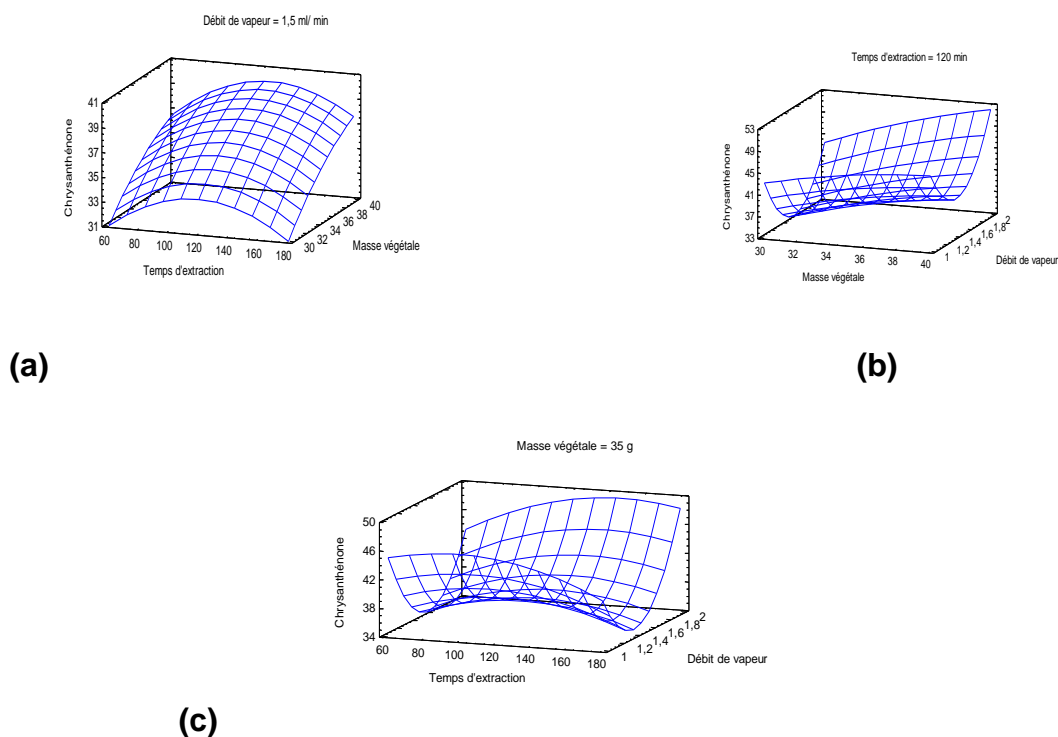 Débit de vapeur = 1,5 ml/ min
41
39
37
35
33
31
Chrysanthénone
60 80 100 120 140 160 180
Temps d'extraction
30 32 34 36 38 40
Masse végétale
(a)
Temps d'extraction = 120 min
53
49
45
41
37
33
Chrysanthénone
30 32 34 36 38 40
Masse végétale
1 1,2 1,4 1,6 1,8 2
Débit de vapeur
(b)
Masse végétale = 35 g
50
46
42
38
34
Chrysanthénone
60 80 100 120 140 160 180
Temps d'extraction
1 1,2 1,4 1,6 1,8 2
Débit de vapeur
(c)